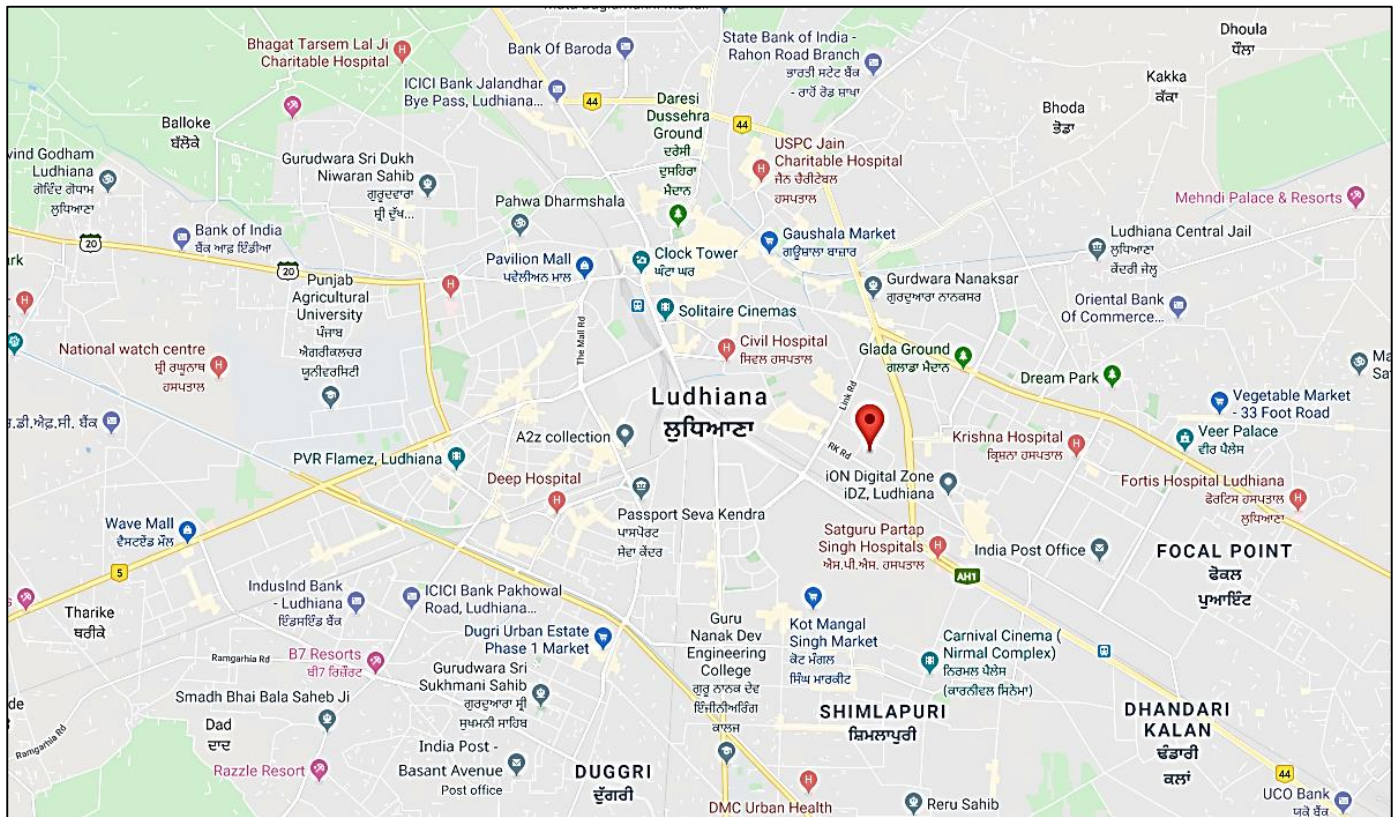 Dhoula
ਧੌਲਾ
Bhagat Tarsem Lal Ji
Charitable Hospital
Bank Of Baroda
State Bank of India -
Rahon Road Branch
ਭਾਰਤੀ ਸਟੇਟ ਬੈਂਕ
- ਰਾਹੋਂ ਰੋਡ ਸ਼ਾਖਾ
Kakka
ਕੱਕਾ
ICICI Bank Jalandhar
Bye Pass, Ludhiana...
44
Daresi
Dussehra
Ground
ਦਰੇਸੀ
ਦੁਸਹਿਰਾ
ਮੈਦਾਨ
44
Bhoda
ਭੋਡਾ
Balloke
ਬੱਲੋਕੇ
vind Godham
Ludhiana
ਗੋਵਿੰਦ ਗੋਧਾਮ
ਲੁਧਿਆਣਾ
Gurudwara Sri Dukh
Niwaran Sahib
ਗੁਰੂਦਵਾਰਾ
ਸ਼੍ਰੀ ਦੁੱਖ...
USPC Jain
Charitable Hospital
ਜੈਨ ਚੈਰੀਟੇਬਲ
ਹਸਪਤਾਲ
Mehndi Palace & Resorts
Pahwa Dharmshala
20
Bank of India
ਬੈਂਕ ਆਫ਼ ਇੰਡੀਆ
Gaushala Market
ਗਊਸ਼ਾਲਾ ਬਾਜ਼ਾਰ
Ludhiana Central Jail
ਲੁਧਿਆਣਾ
ਕੇਂਦਰੀ ਜੇਲ੍ਹ
ark
20
Pavilion Mall
ਪਵੇਲੀਅਨ ਮਾਲ
Clock Tower
ਘੰਟਾ ਘਰ
Punjab
Agricultural
University
ਪੰਜਾਬ
ਐਗਰੀਕਲਚਰ
ਯੂਨੀਵਰਸਿਟੀ
Gurdwara Nanaksar
ਗੁਰਦੁਆਰਾ ਨਾਨਕਸਰ
Oriental Bank
Of Commerce...
Solitaire Cinemas
National watch centre
ਸ਼੍ਰੀ ਰਘੂਨਾਥ
ਹਸਪਤਾਲ
The Mall Rd
Civil Hospital
ਸਿਵਲ ਹਸਪਤਾਲ
Glada Ground
ਗਲਾਡਾ ਮੈਦਾਨ
Dream Park
Ma
Sat
Ludhiana
ਲੁਧਿਆਣਾ
Link Rd
Vegetable Market
- 33 Foot Road
.ਡੀ.ਐਫ਼.ਸੀ. ਬੈਂਕ
A2z collection
RK Rd
Krishna Hospital
ਕ੍ਰਿਸ਼ਨਾ ਹਸਪਤਾਲ
Veer Palace
ਵੀਰ ਪੈਲੇਸ
PVR Flamez, Ludhiana
Deep Hospital
iON Digital Zone
iDZ, Ludhiana
Fortis Hospital Ludhiana
ਫੋਰਟਿਸ ਹਸਪਤਾਲ
ਲੁਧਿਆਣਾ
Wave Mall
ਵੈਸਟਏਂਡ ਮੌਲ
Passport Seva Kendra
ਪਾਸਪੋਰਟ
ਸੇਵਾ ਕੇਂਦਰ
Satguru Partap
Singh Hospitals
ਐਸ.ਪੀ.ਐਸ. ਹਸਪਤਾਲ
India Post Office
FOCAL POINT
ਫੋਕਲ
ਪੁਆਇੰਟ
5
AH1
s
Tharike
ਥਰੀਕੇ
IndusInd Bank
- Ludhiana
ਇੰਡਸਇੰਡ ਬੈਂਕ
ICICI Bank Pakhowal
Road, Ludhiana...
Dugri Urban Estate
Phase 1 Market
Guru
Nanak Dev
Engineering
College
ਗੁਰੂ ਨਾਨਕ ਦੇਵ
ਇੰਜੀਨੀਅਰਿੰਗ
ਕਾਲਜ
Kot Mangal
Singh Market
ਕੋਟ ਮੰਗਲ
ਸਿੰਘ ਮਾਰਕੀਟ
Carnival Cinema (
Nirmal Complex)
ਨਿਰਮਲ ਪੈਲੇਸ
(ਕਾਰਨੀਵਲ ਸਿਨੇਮਾ)
Ramgarhia Rd
B7 Resorts
ਬੀ7 ਰਿਜ਼ੌਰਟ
Gurudwara Sri
Sukhmani Sahib
ਗੁਰਦੁਆਰਾ ਸ਼੍ਰੀ
ਸੁਖਮਨੀ ਸਾਹਿਬ
Smadh Bhai Bala Saheb Ji
de
Dad
ਦਾਦ
Ramgarhia Rd
SHIMLAPURI
ਸ਼ਿਮਲਾਪੁਰੀ
DHANDARI
KALAN
ਢੰਡਾਰੀ
ਕਲਾਂ
Razzle Resort
India Post -
Basant Avenue
Post office
DUGGRI
ਦੁੱਗਰੀ
44
DMC Urban Health
Reru Sahib
UCO Bank
ਯੂਕੋ ਬੈਂਕ